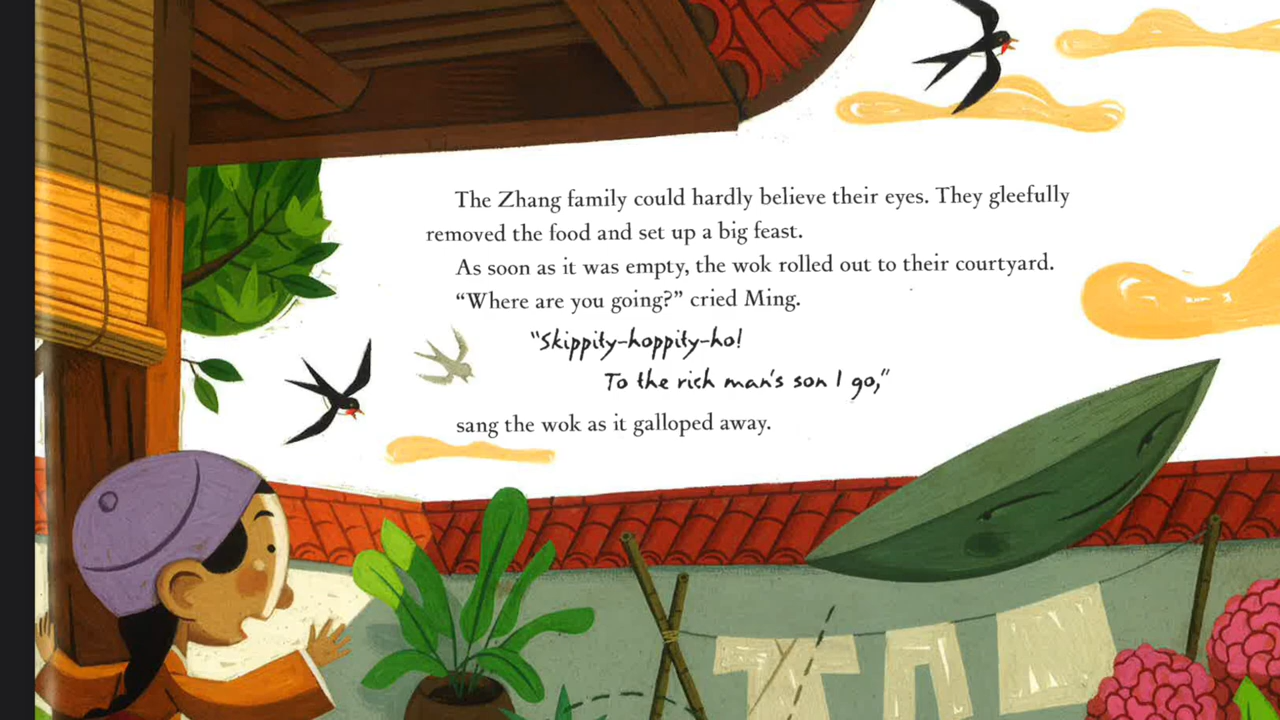 The Zhang family could hardly believe their eyes. They gleefully
removed the food and set up a big feast.
As soon as it was empty, the wok rolled out to their courtyard.
“Where are you going?” cried Ming.
“Skippity-hoppity-ho!
To the rich man's son I go,”
sang the wok as it galloped away.